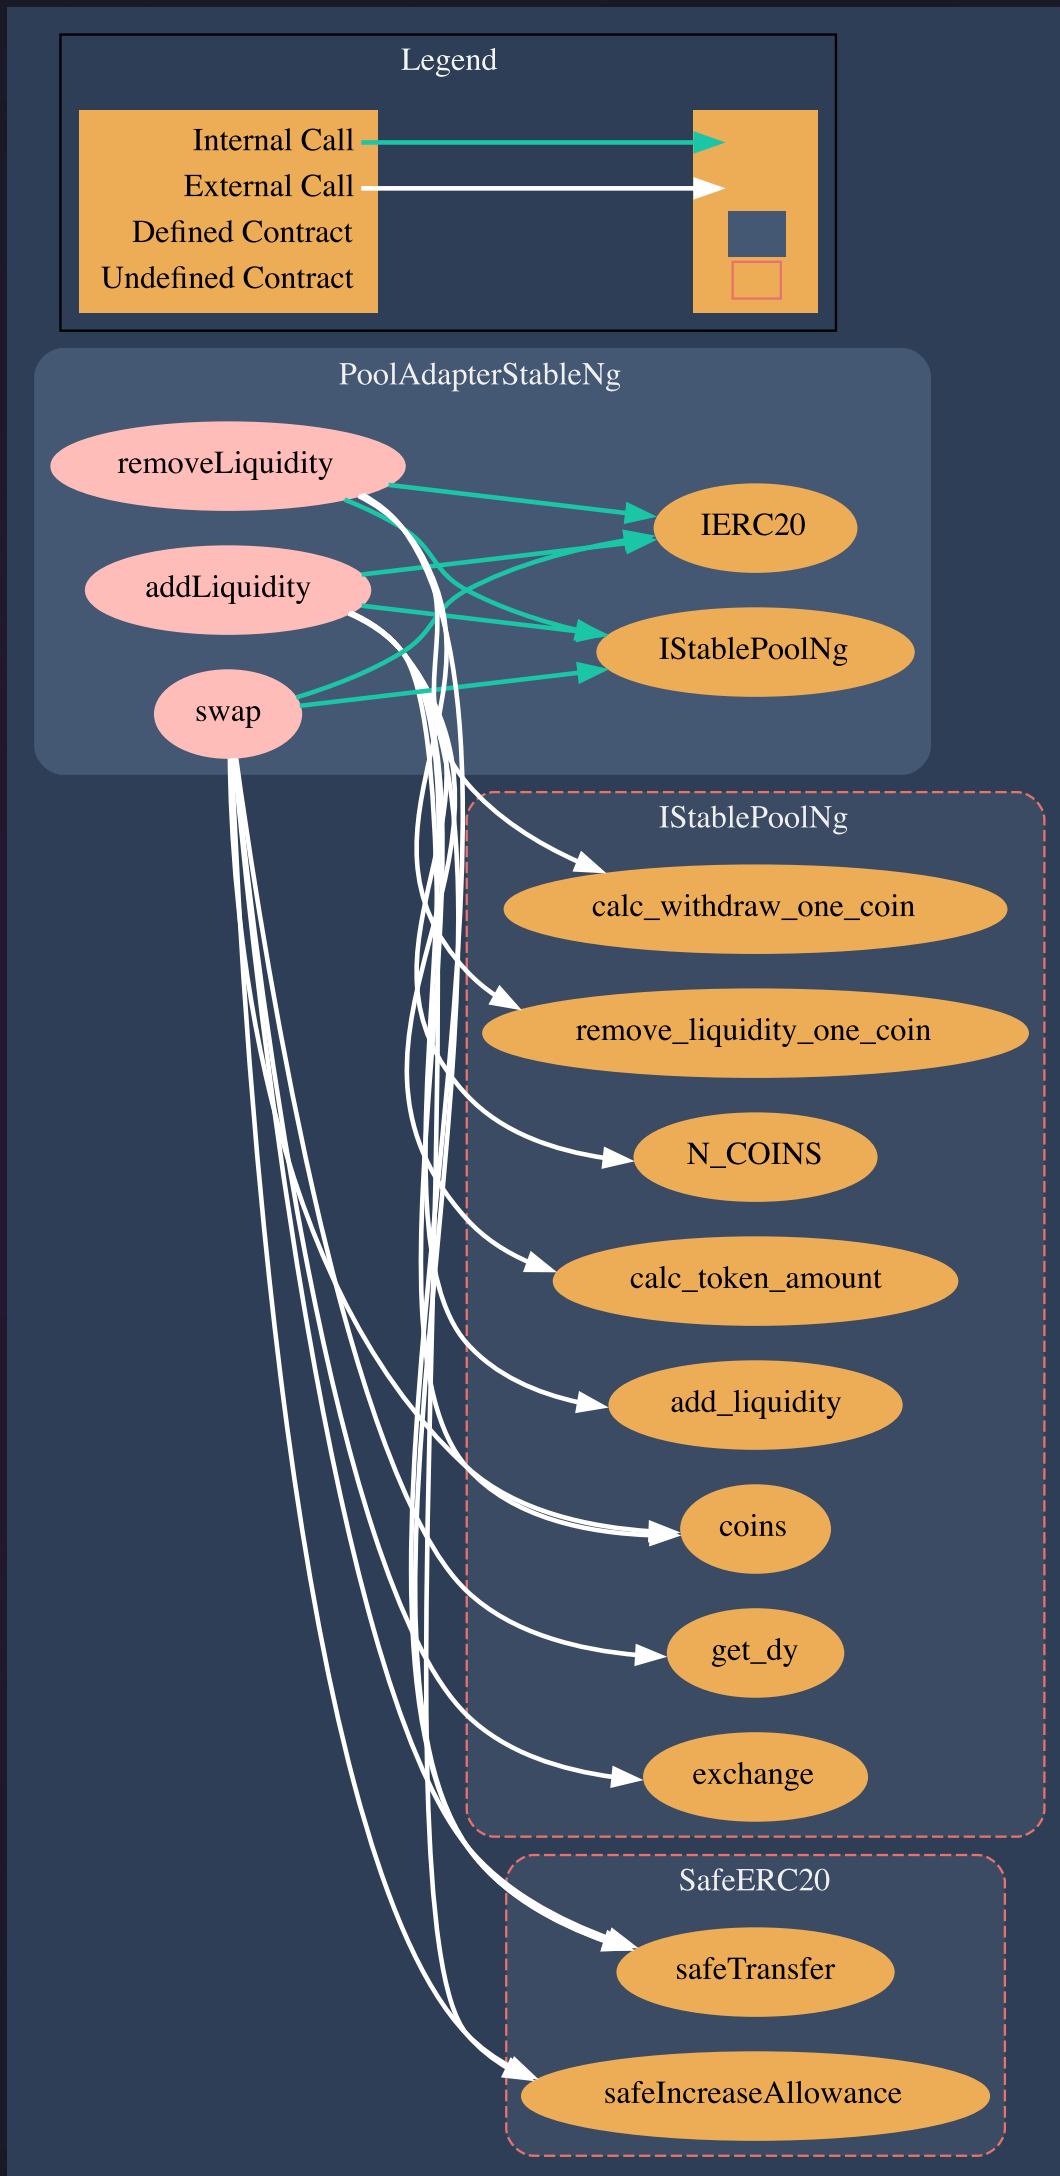 Legend
Internal Call
External Call
Defined Contract
Undefined Contract
PoolAdapterStableNg
removeLiquidity
IERC20
addLiquidity
IStablePoolNg
swap
IStablePoolNg
calc_withdraw_one_coin
remove_liquidity_one_coin
N_COINS
calc_token_amount
add_liquidity
coins
get_dy
exchange
SafeERC20
safeTransfer
safeIncreaseAllowance